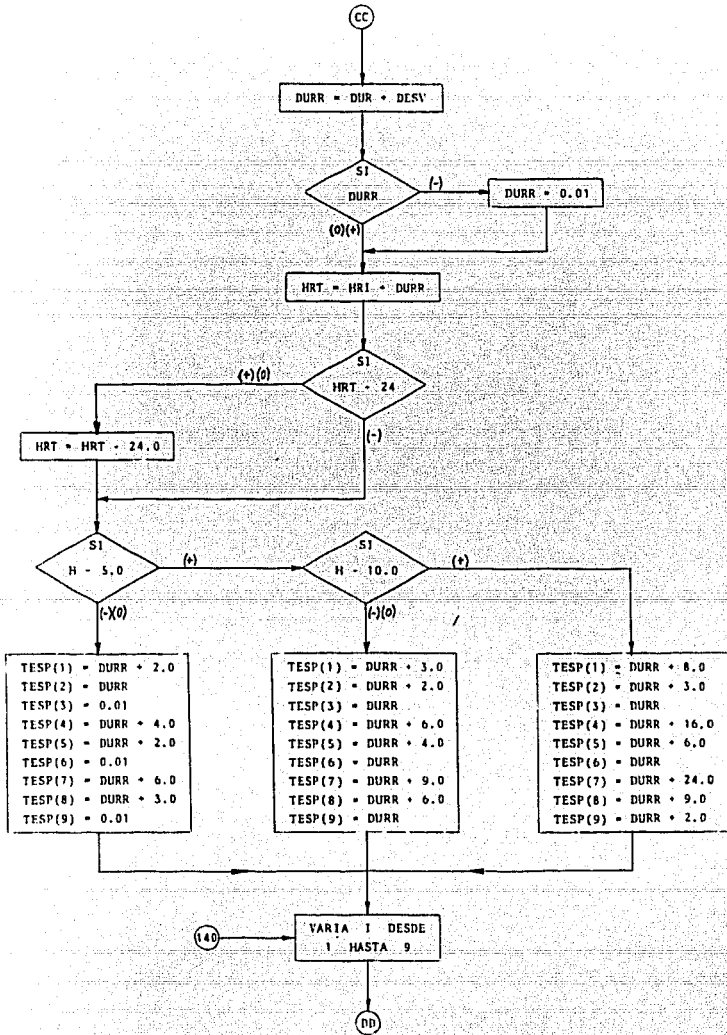 CC
DURR = DUR + DESV
SI
DURR
(-)
DURR = 0.01
(0)(+)
HRT = HRI + DURR
SI
HRT - 24
(+)(0)
(-)
HRT = HRT - 24.0
SI
H - 5.0
(+)
(-)(0)
SI
H - 10.0
(+)
(-)(0)
TESP(1) = DURR + 2.0
TESP(2) = DURR
TESP(3) = 0.01
TESP(4) = DURR + 4.0
TESP(5) = DURR + 2.0
TESP(6) = 0.01
TESP(7) = DURR + 6.0
TESP(8) = DURR + 3.0
TESP(9) = 0.01
TESP(1) = DURR + 3.0
TESP(2) = DURR + 2.0
TESP(3) = DURR
TESP(4) = DURR + 6.0
TESP(5) = DURR + 4.0
TESP(6) = DURR
TESP(7) = DURR + 9.0
TESP(8) = DURR + 6.0
TESP(9) = DURR
TESP(1) = DURR + 8.0
TESP(2) = DURR + 3.0
TESP(3) = DURR
TESP(4) = DURR + 16.0
TESP(5) = DURR + 6.0
TESP(6) = DURR
TESP(7) = DURR + 24.0
TESP(8) = DURR + 9.0
TESP(9) = DURR + 2.0
140
VARIA I DESDE
1 HASTA 9
DD